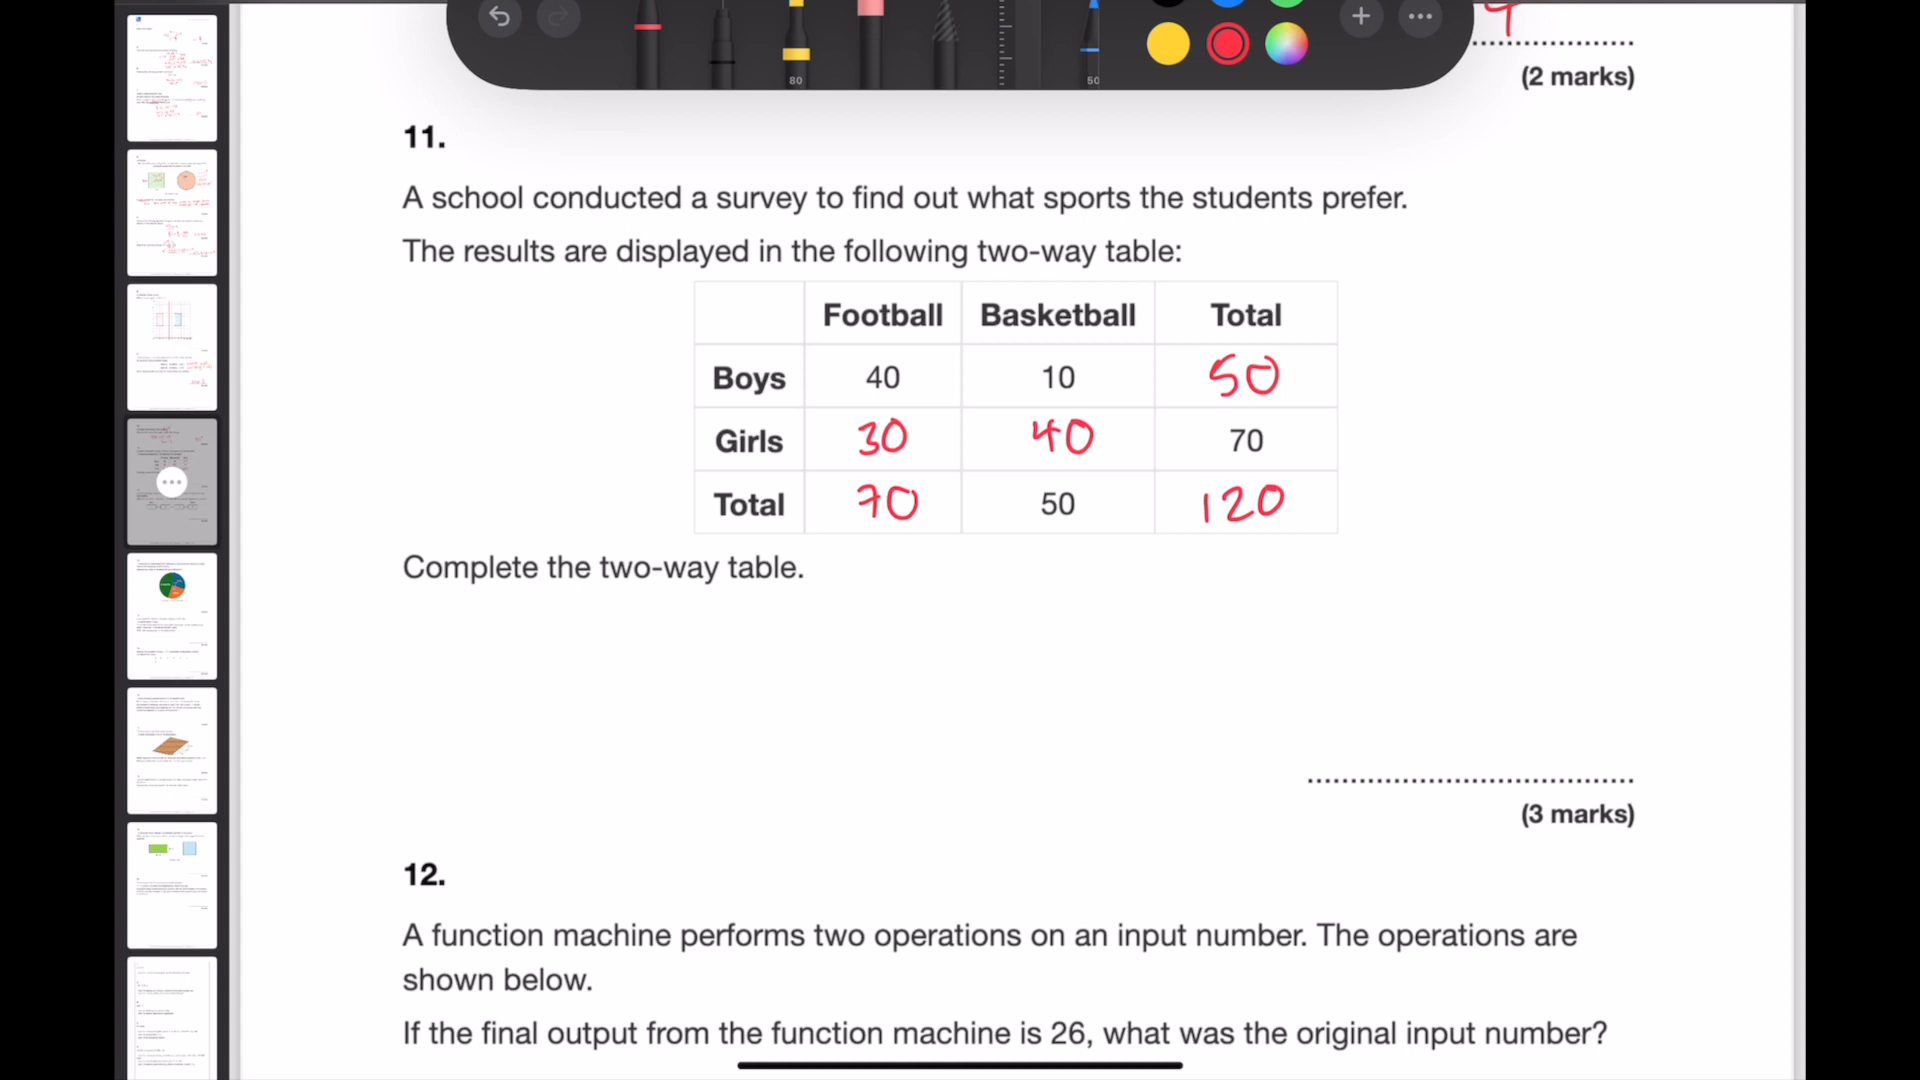 80
50
(2 marks)
11.
A school conducted a survey to find out what sports the students prefer.
The results are displayed in the following two-way table:
Football Basketball Total
Boys 40 10 50
Girls 30 40 70
Total 70 50 120
Complete the two-way table.
(3 marks)
12.
A function machine performs two operations on an input number. The operations are
shown below.
If the final output from the function machine is 26, what was the original input number?